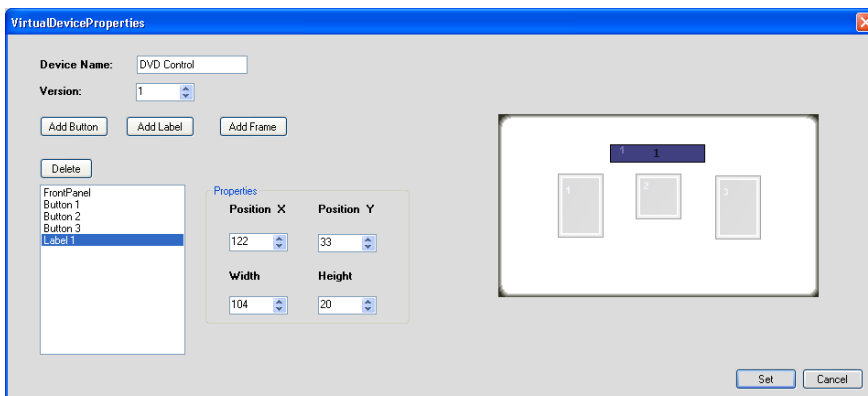 VirtualDeviceProperties
Device Name: DVD Control
Version: 1
Add Button Add Label Add Frame
Delete
FrontPanel
Button 1
Button 2
Button 3
Label 1
Properties
Position X Position Y
122 33
Width Height
104 20
1 1
1 2 3
Set Cancel